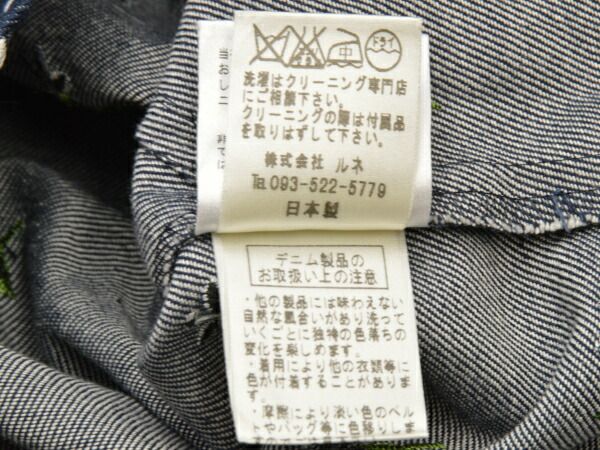 中
ドライ
洗濯はクリーニング専門店
にご相談下さい。
クリーニングの際は付属品
を取りはずして下さい。
株式会社 ルネ
TEL 093-522-5779
日本製
デニム製品の
お取扱い上の注意
・他の製品には味わえない
自然な風合いがあり洗って
いくごとに独特の色落ちの
変化を楽しめます。
・着用により他の衣類等に
色が付着することがありま
す。
・摩擦により淡い色のベル
トやバッグ等に色移りしま